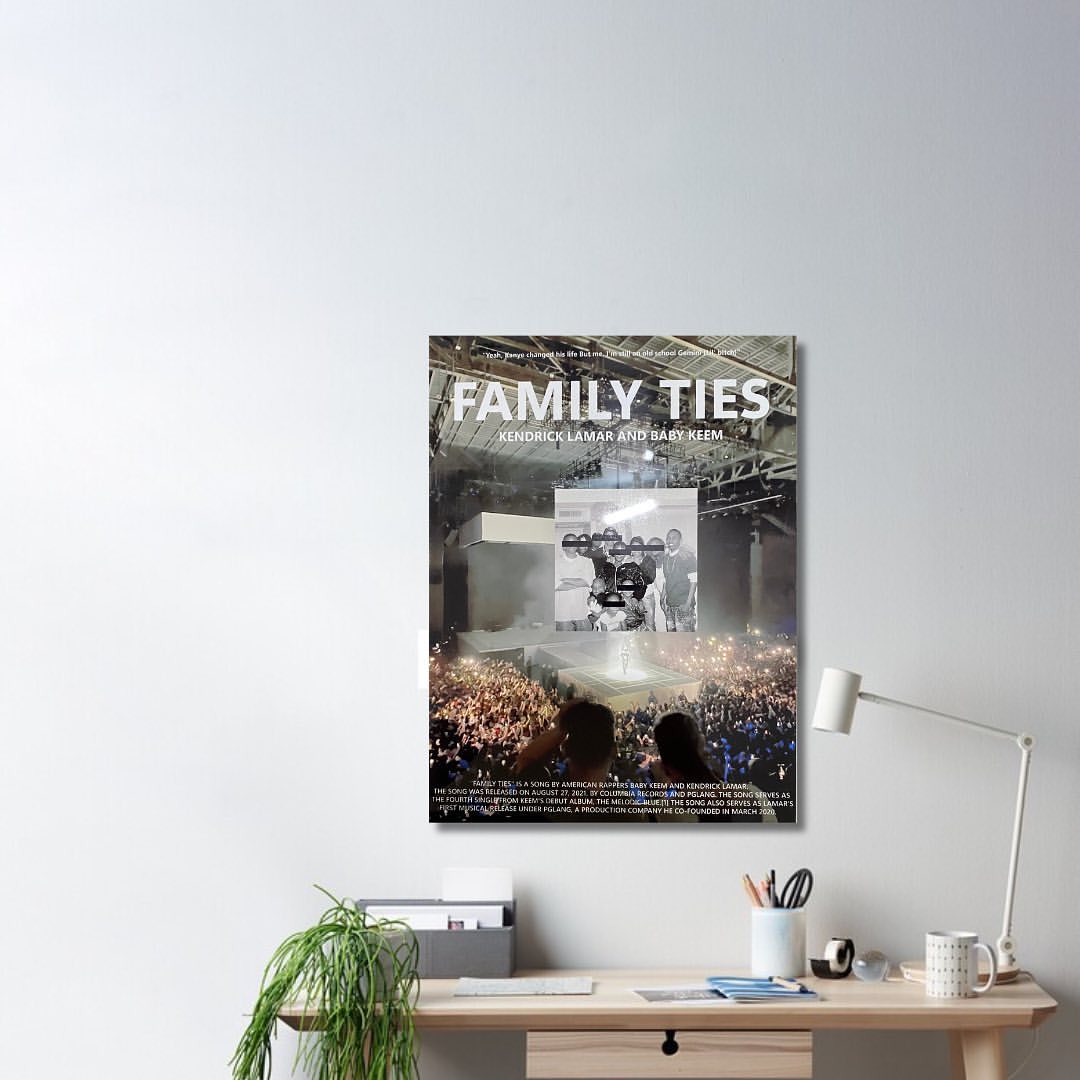 "Yeah, Kanye changed his life But me, I'm still an old school Gemini (Lil' bitch)"
FAMILY TIES
KENDRICK LAMAR AND BABY KEEM
'FAMILY TIES' IS A SONG BY AMERICAN RAPPERS BABY KEEM AND KENDRICK LAMAR.
THE SONG WAS RELEASED ON AUGUST 27, 2021, BY COLUMBIA RECORDS AND PGLANG. THE SONG SERVES AS
THE FOURTH SINGLE FROM KEEM'S DEBUT ALBUM, THE MELODIC BLUE.[1] THE SONG ALSO SERVES AS LAMAR'S
FIRST MUSICAL RELEASE UNDER PGLANG, A PRODUCTION COMPANY HE CO-FOUNDED IN MARCH 2020.